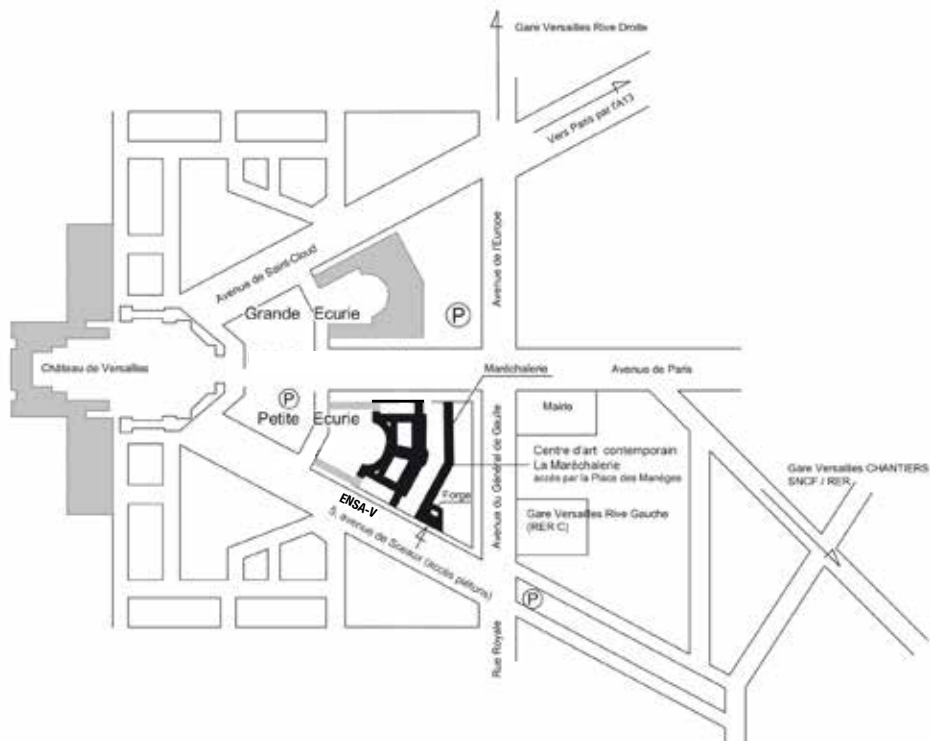 Gare Versailles Rive Droite
Vers Paris par l'A13
Avenue de l'Europe
Avenue de Saint-Cloud
Grande Ecurie
P
Château de Versailles
Maréchalerie
Avenue de Paris
P
Petite Ecurie
Mairie
Avenue du Général de Gaulle
Centre d'art contemporain
La Maréchalerie
accès par la Place des Manèges
Gare Versailles CHANTIERS
SNCF / RER
Forge
ENSA-V
Gare Versailles Rive Gauche
(RER C)
5, avenue de Sceaux (accès piétons)
P
Rue Royale